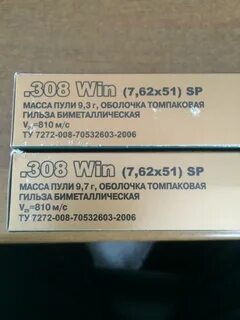 .308 Win (7,62x51) SP
МАССА ПУЛИ 9,3 г, ОБОЛОЧКА ТОМПАКОВАЯ
ГИЛЬЗА БИМЕТАЛЛИЧЕСКАЯ
V₂₅=810 м/с
ТУ 7272-008-70532603-2006
.308 Win (7,62x51) SP
МАССА ПУЛИ 9,7 г, ОБОЛОЧКА ТОМПАКОВАЯ
ГИЛЬЗА БИМЕТАЛЛИЧЕСКАЯ
V₂₅=810 м/с
ТУ 7272-008-70532603-2006